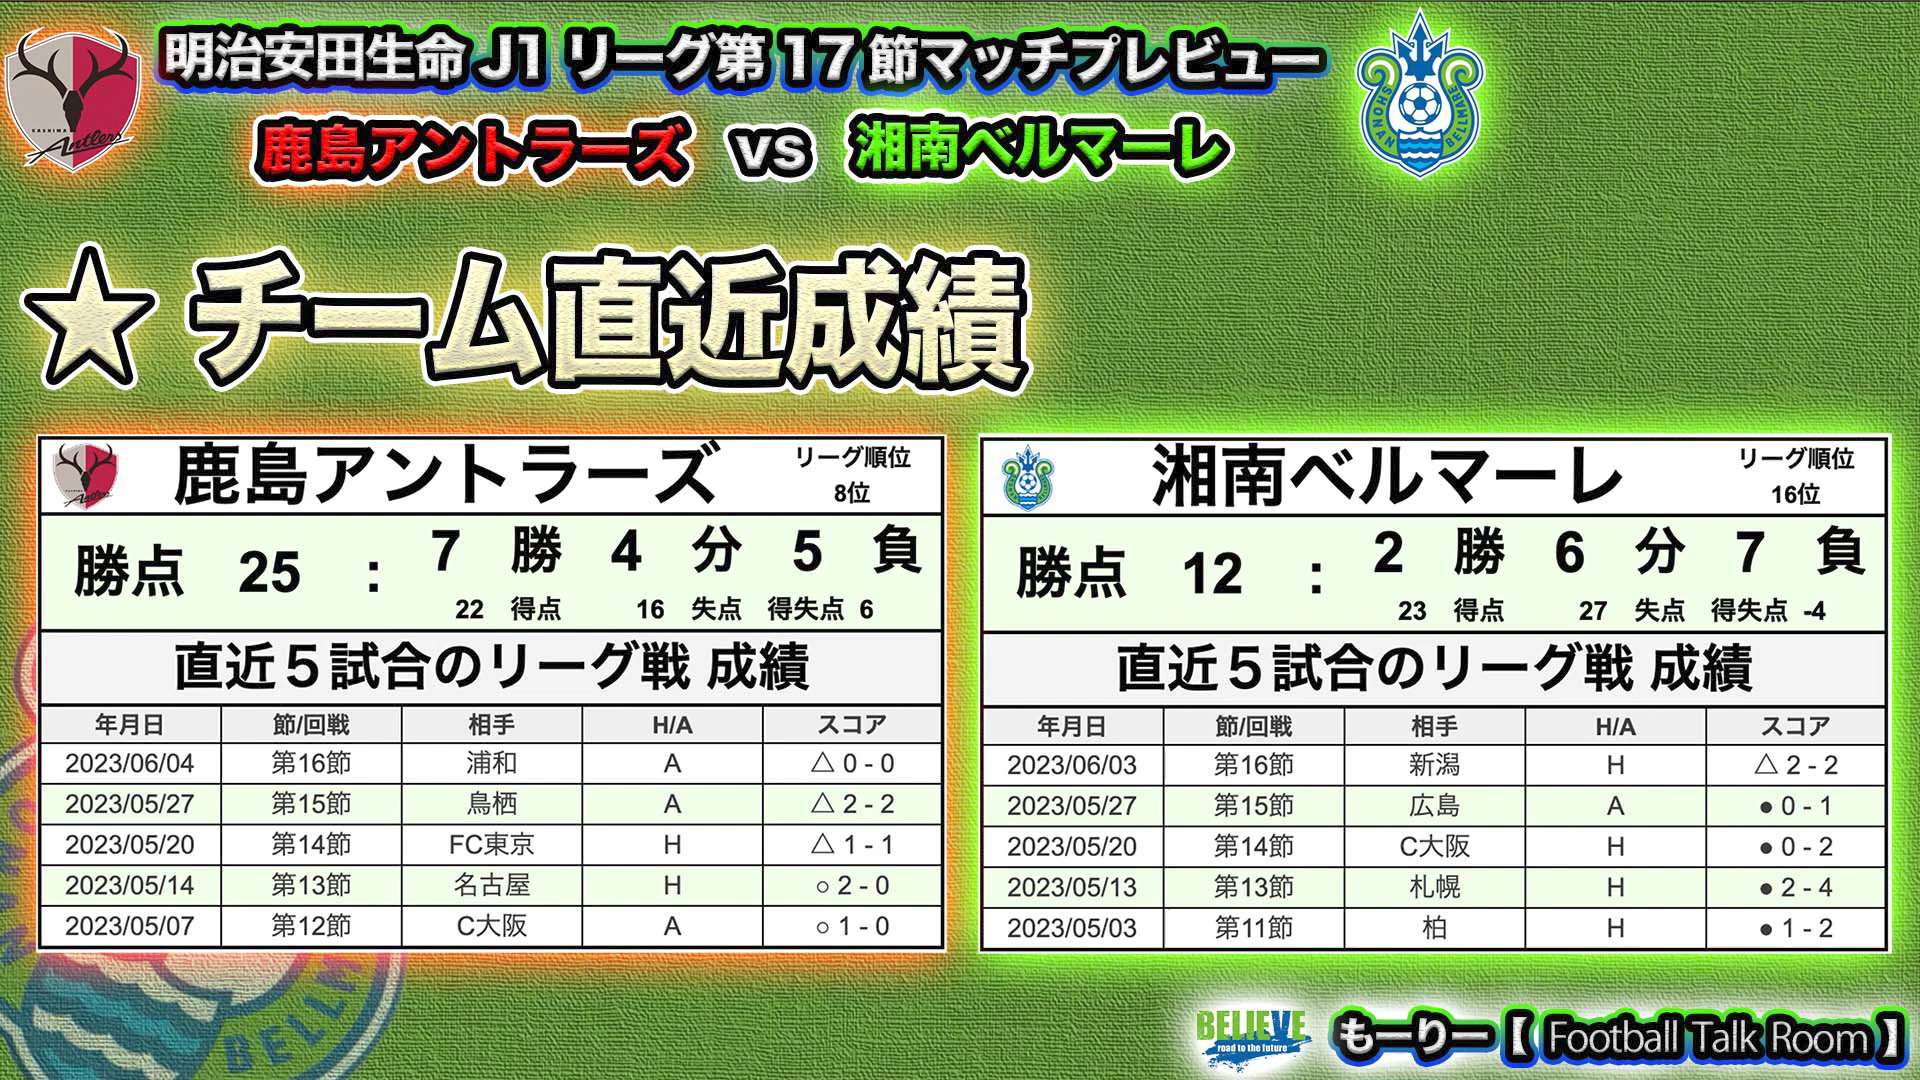 明治安田生命 J1 リーグ第 17 節マッチプレビュー
鹿島アントラーズ vs 湘南ベルマーレ
KASHIMA
Antlers
SHONAN BELLMARE
★ チーム直近成績
鹿島アントラーズ リーグ順位
8位
勝点 25 : 7 勝 4 分 5 負
22 得点 16 失点 得失点 6
直近５試合のリーグ戦 成績
年月日 節/回戦 相手 H/A スコア
2023/06/04 第16節 浦和 A △ 0 - 0
2023/05/27 第15節 鳥栖 A △ 2 - 2
2023/05/20 第14節 FC東京 H △ 1 - 1
2023/05/14 第13節 名古屋 H ○ 2 - 0
2023/05/07 第12節 C大阪 A ○ 1 - 0
湘南ベルマーレ リーグ順位
16位
勝点 12 : 2 勝 6 分 7 負
23 得点 27 失点 得失点 -4
直近５試合のリーグ戦 成績
年月日 節/回戦 相手 H/A スコア
2023/06/03 第16節 新潟 H △ 2 - 2
2023/05/27 第15節 広島 A ● 0 - 1
2023/05/20 第14節 C大阪 H ● 0 - 2
2023/05/13 第13節 札幌 H ● 2 - 4
2023/05/03 第11節 柏 H ● 1 - 2
BELLM
BELIEVE
road to the future
もーりー【 Football Talk Room 】